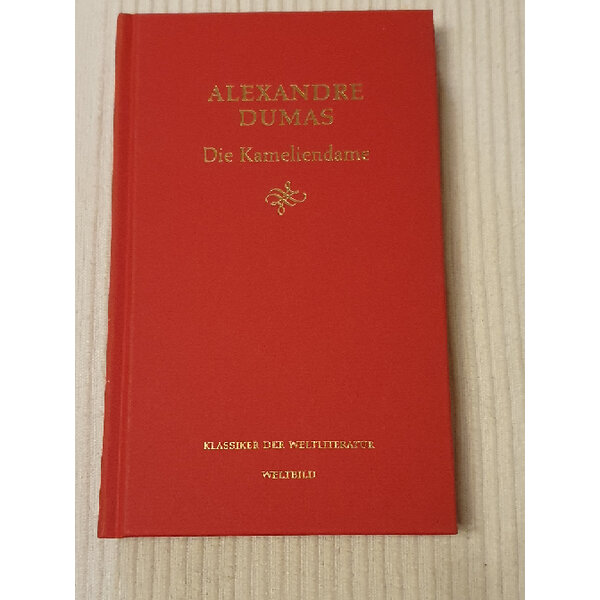 ALEXANDRE
DUMAS
Die Kameliendame
KLASSIKER DER WELTLITERATUR
WELTBILD